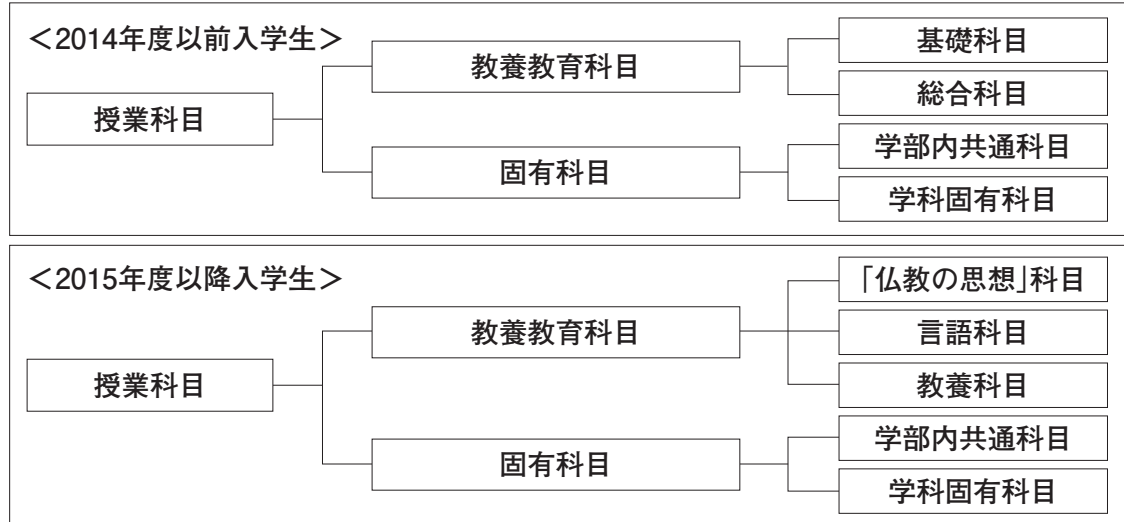 ＜2014年度以前入学生＞
授業科目
教養教育科目
基礎科目
総合科目
固有科目
学部内共通科目
学科固有科目
＜2015年度以降入学生＞
授業科目
教養教育科目
「仏教の思想」科目
言語科目
教養科目
固有科目
学部内共通科目
学科固有科目